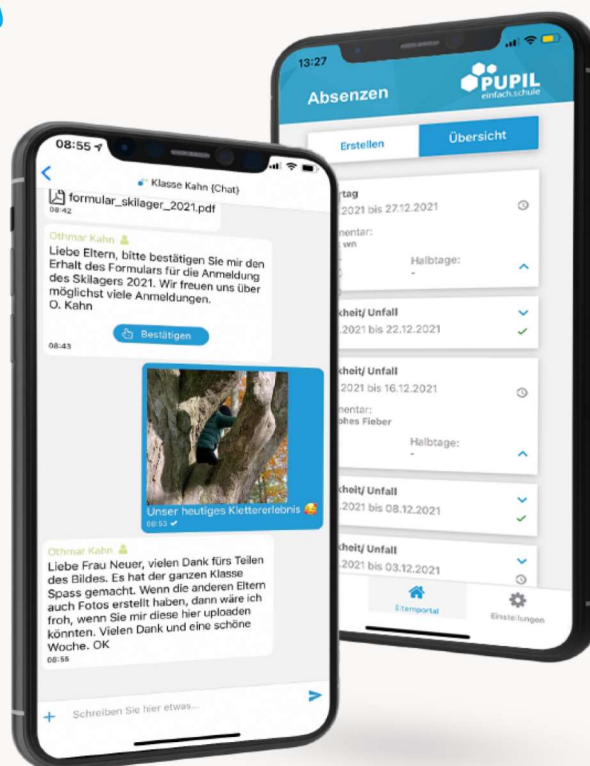 08:55
Klasse Kahn {Chat}
formular_skilager_2021.pdf
08:42
Othmar Kahn
Liebe Eltern, bitte bestätigen Sie mir den
Erhalt des Formulars für die Anmeldung
des Skilagers 2021. Wir freuen uns über
möglichst viele Anmeldungen.
O. Kahn
Bestätigen
08:43
Unser heutiges Klettererlebnis 🥰
08:53
Othmar Kahn
Liebe Frau Neuer, vielen Dank fürs Teilen
des Bildes. Es hat der ganzen Klasse
Spass gemacht. Wenn die anderen Eltern
auch Fotos erstellt haben, dann wäre ich
froh, wenn Sie mir diese hier uploaden
könnten. Vielen Dank und eine schöne
Woche. OK
08:55
Schreiben Sie hier etwas...
13:27
Absenzen
PUPIL
einfach.schule
Erstellen
Übersicht
rtag
.2021 bis 27.12.2021
mentar:
wn
Halbtage:
-
kheit/ Unfall
.2021 bis 22.12.2021
kheit/ Unfall
.2021 bis 16.12.2021
mentar:
ohes Fieber
Halbtage:
-
kheit/ Unfall
.2021 bis 08.12.2021
kheit/ Unfall
.2021 bis 03.12.2021
Elternportal
Einstellungen